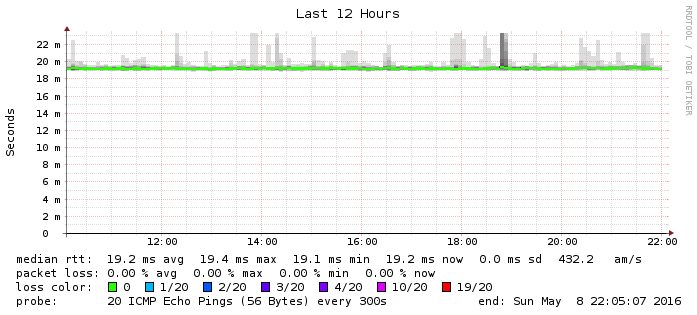 Last 12 Hours
RRDTOOL / TOBI OETIKER
Seconds
22 m
20 m
18 m
16 m
14 m
12 m
10 m
8 m
6 m
4 m
2 m
0
12:00 14:00 16:00 18:00 20:00 22:00
median rtt: 19.2 ms avg 19.4 ms max 19.1 ms min 19.2 ms now 0.0 ms sd 432.2 am/s
packet loss: 0.00 % avg 0.00 % max 0.00 % min 0.00 % now
loss color: 0 1/20 2/20 3/20 4/20 10/20 19/20
probe: 20 ICMP Echo Pings (56 Bytes) every 300s end: Sun May 8 22:05:07 2016